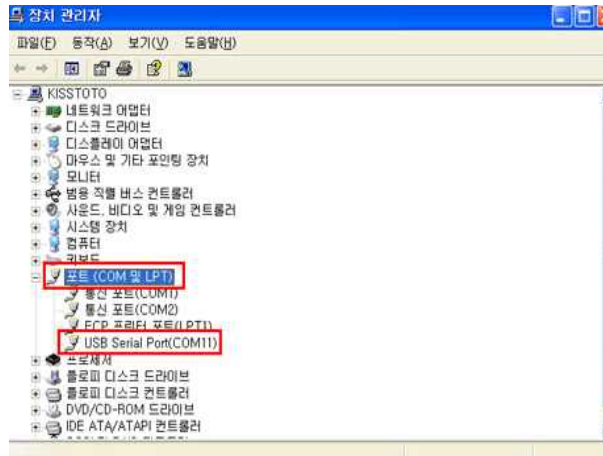 장치 관리자
파일(F) 동작(A) 보기(V) 도움말(H)
KISSTOTO
네트워크 어댑터
디스크 드라이브
디스플레이 어댑터
마우스 및 기타 포인팅 장치
모니터
범용 직렬 버스 컨트롤러
사운드, 비디오 및 게임 컨트롤러
시스템 장치
컴퓨터
키보드
포트 (COM 및 LPT)
통신 포트(COM1)
통신 포트(COM2)
ECP 프린터 포트(LPT1)
USB Serial Port(COM11)
프로세서
플로피 디스크 드라이브
플로피 디스크 컨트롤러
DVD/CD-ROM 드라이브
IDE ATA/ATAPI 컨트롤러